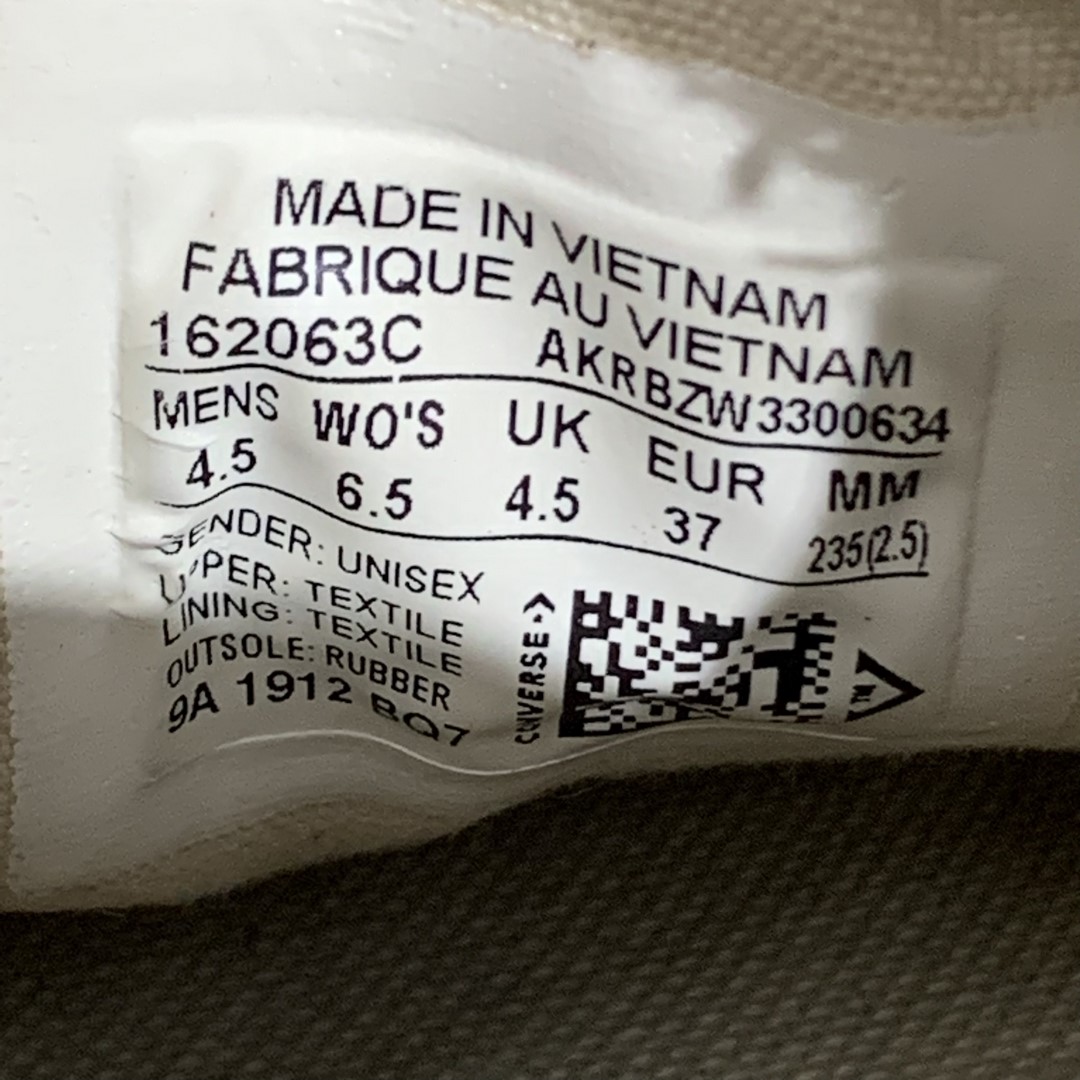 MADE IN VIETNAM
FABRIQUE AU VIETNAM
162063C AKRBZW3300634
MENS WO'S UK EUR MM
4.5 6.5 4.5 37 235(2.5)
GENDER: UNISEX
UPPER: TEXTILE
LINING: TEXTILE
OUTSOLE: RUBBER
9A 1912 BQ7
CONVERSE
TM